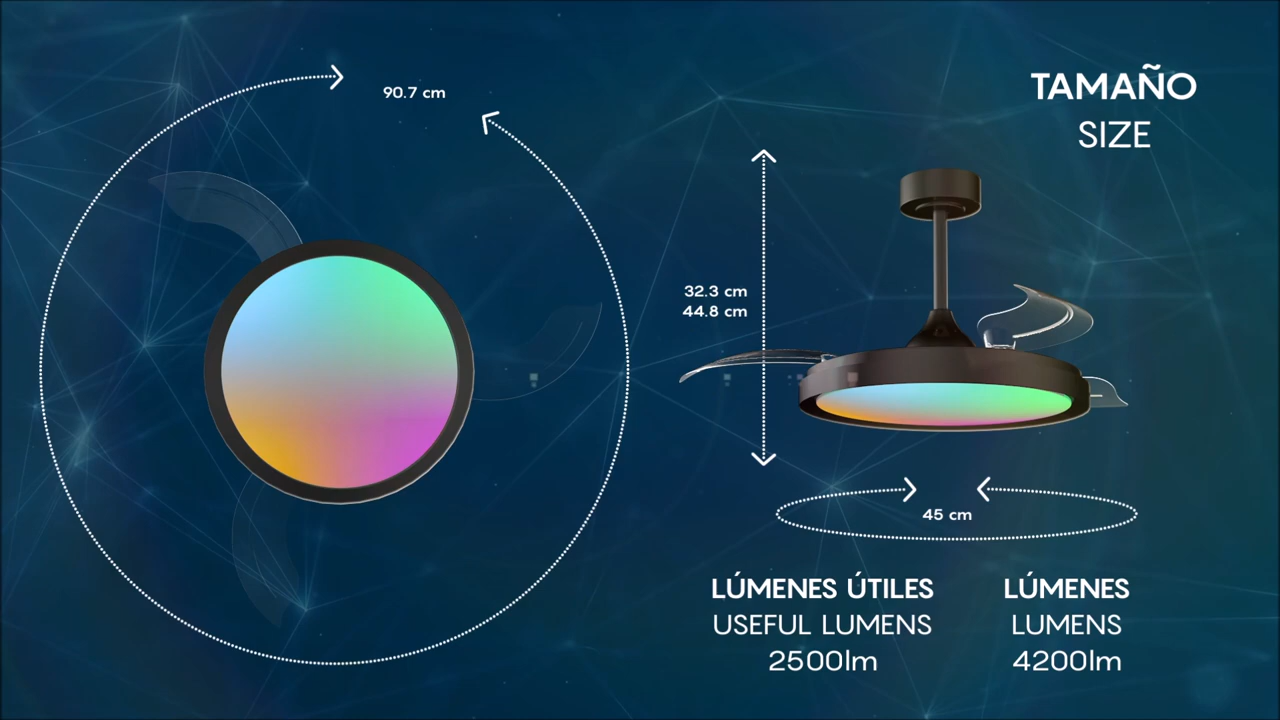 90.7 cm
TAMAÑO
SIZE
32.3 cm
44.8 cm
45 cm
LÚMENES ÚTILES
USEFUL LUMENS
2500lm
LÚMENES
LUMENS
4200lm